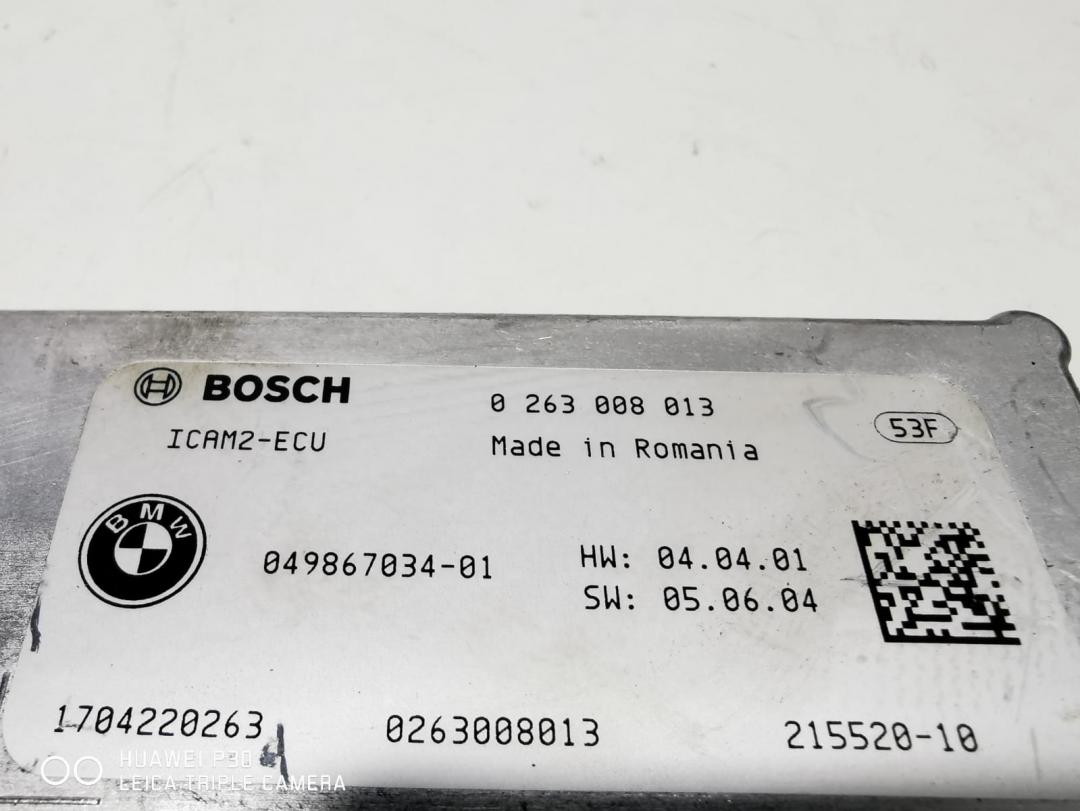 BOSCH 0 263 008 013
ICAM2-ECU Made in Romania 53F
BMW
049867034-01 HW: 04.04.01
SW: 05.06.04
1704220263 0263008013 215520-10
HUAWEI P30
LEICA TRIPLE CAMERA